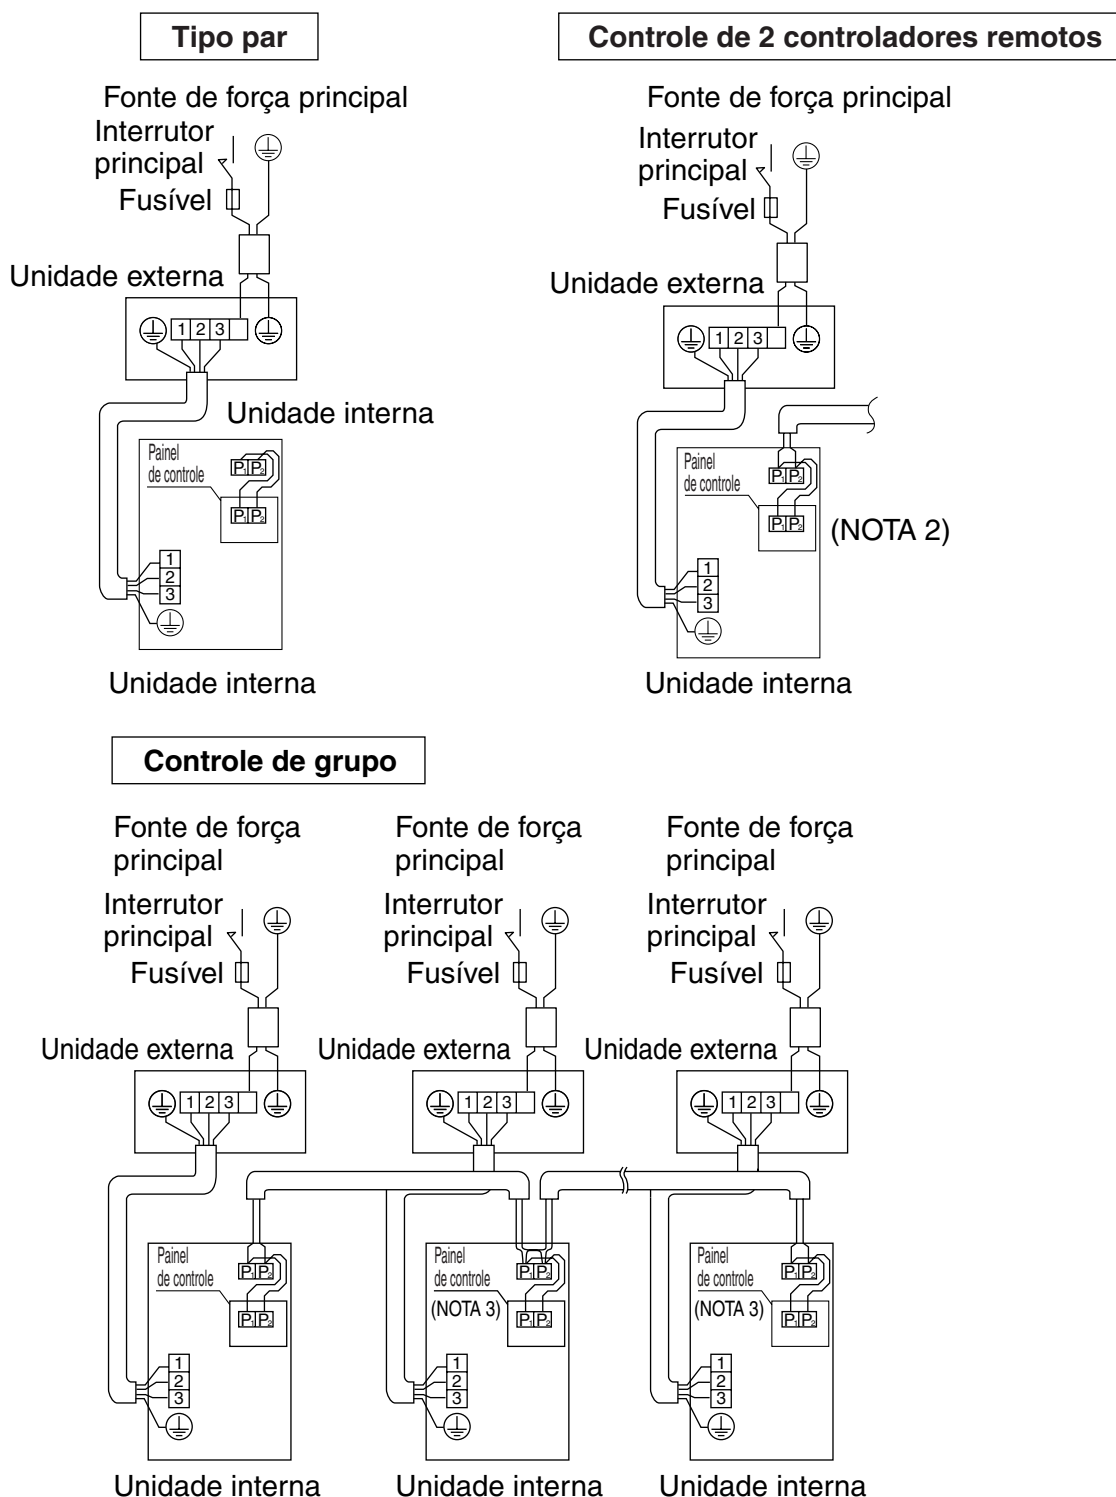 Tipo par
Fonte de força principal
Interrutor
principal
Fusível
Unidade externa
1 2 3
Unidade interna
Painel
de controle
P1 P2
P1 P2
1
2
3
Unidade interna
Controle de 2 controladores remotos
Fonte de força principal
Interrutor
principal
Fusível
Unidade externa
1 2 3
Painel
de controle
P1 P2
P1 P2
(NOTA 2)
1
2
3
Unidade interna
Controle de grupo
Fonte de força
principal
Interrutor
principal
Fusível
Unidade externa
1 2 3
Painel
de controle
P1 P2
P1 P2
1
2
3
Unidade interna
Fonte de força
principal
Interrutor
principal
Fusível
Unidade externa
1 2 3
Painel
de controle
(NOTA 3)
P1 P2
P1 P2
1
2
3
Unidade interna
Fonte de força
principal
Interrutor
principal
Fusível
Unidade externa
1 2 3
Painel
de controle
(NOTA 3)
P1 P2
P1 P2
1
2
3
Unidade interna